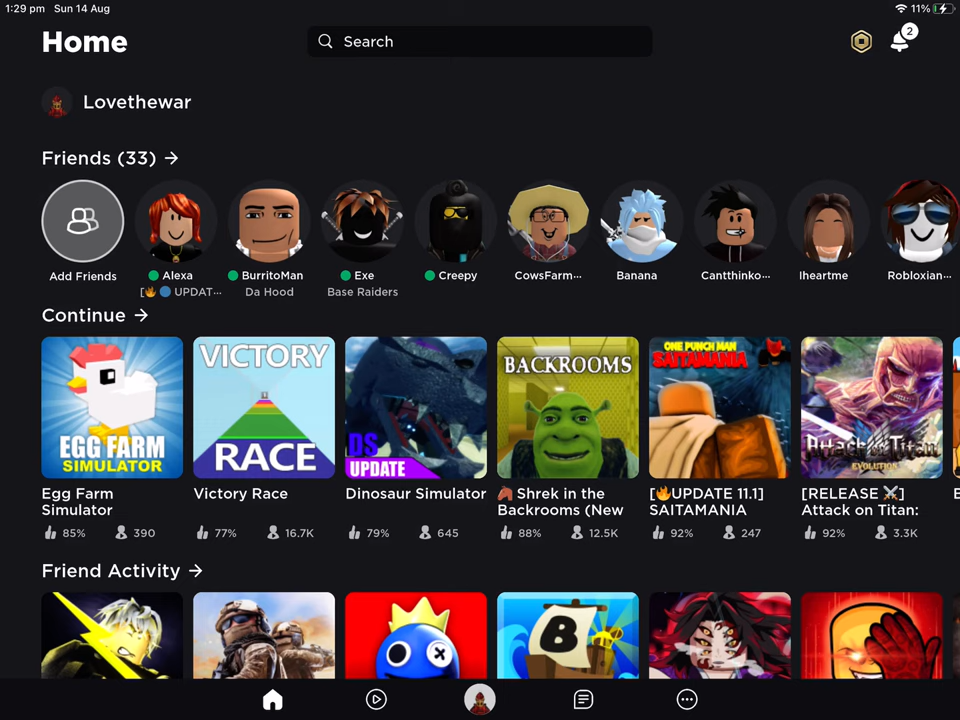 1:29 pm Sun 14 Aug 11%
Home
Search
2
Lovethewar
Friends (33) →
Add Friends
Alexa
[🔥🔵 UPDAT...
BurritoMan
Da Hood
Exe
Base Raiders
Creepy
CowsFarm...
Banana
Cantthinko...
Iheartme
Robloxian...
Continue →
EGG FARM
SIMULATOR
VICTORY
RACE
DS
UPDATE
BACKROOMS
ONE PUNCH MAN
SAITAMANIA
Attack on Titan
EVOLUTION
Egg Farm
Simulator
85% 390
Victory Race
77% 16.7K
Dinosaur Simulator
79% 645
🐴 Shrek in the
Backrooms (New
88% 12.5K
[🔥UPDATE 11.1]
SAITAMANIA
92% 247
[RELEASE ⚔️]
Attack on Titan:
92% 3.3K
Friend Activity →
B